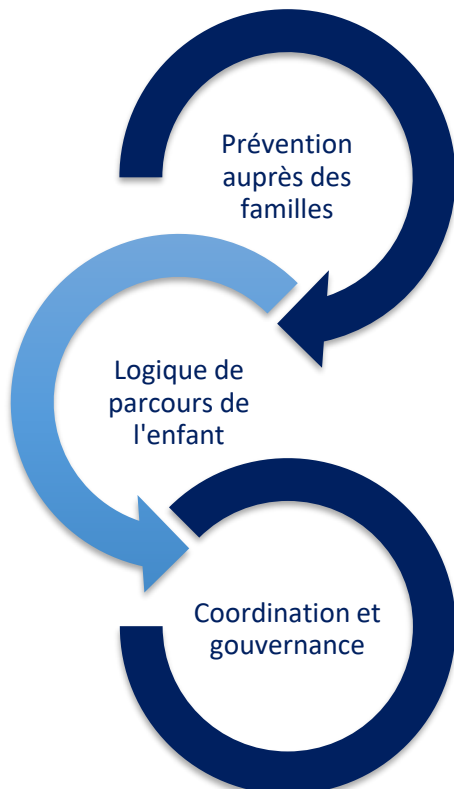 Prévention
auprès des
familles
Logique de
parcours de
l'enfant
Coordination et
gouvernance